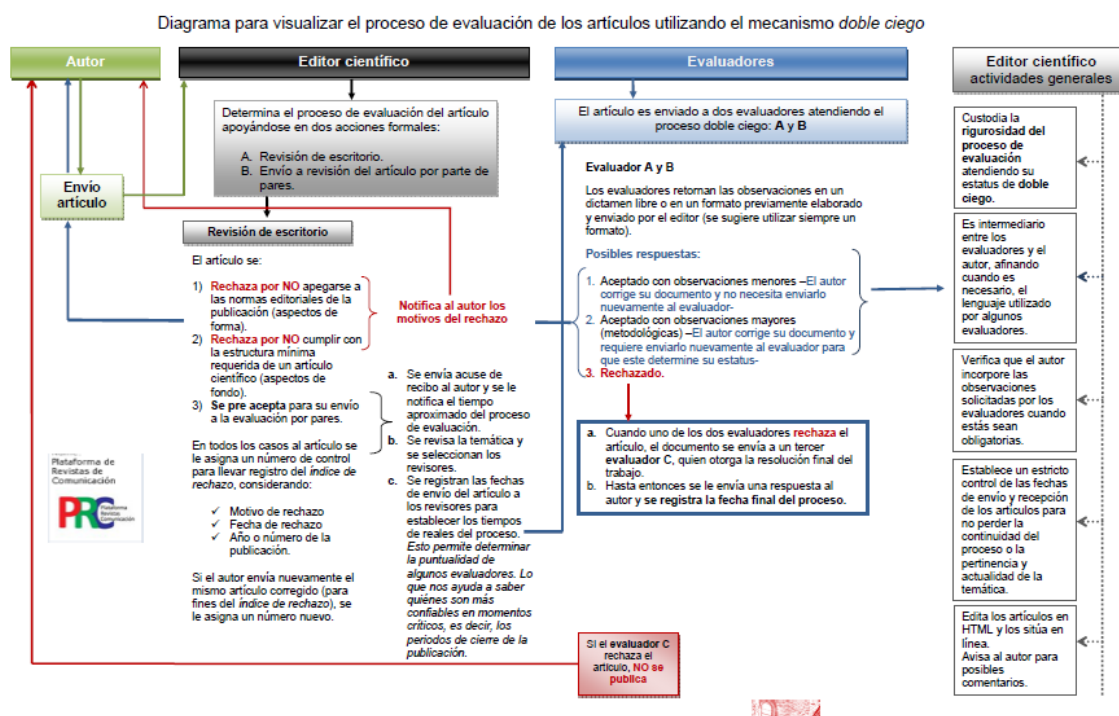 Diagrama para visualizar el proceso de evaluación de los artículos utilizando el mecanismo doble ciego
Autor
Envío
artículo
Editor científico
Determina el proceso de evaluación del artículo
apoyándose en dos acciones formales:
A. Revisión de escritorio.
B. Envío a revisión del artículo por parte de
pares.
Revisión de escritorio
El artículo se:
1) Rechaza por NO apegarse a
las normas editoriales de la
publicación (aspectos de
forma).
2) Rechaza por NO cumplir con
la estructura mínima
requerida de un artículo
científico (aspectos de
fondo).
3) Se pre acepta para su envío
a la evaluación por pares.
En todos los casos al artículo se
le asigna un número de control
para llevar registro del índice de
rechazo, considerando:
✓ Motivo de rechazo
✓ Fecha de rechazo
✓ Año o número de la
publicación.
Si el autor envía nuevamente el
mismo artículo corregido (para
fines del índice de rechazo), se
le asigna un número nuevo.
Notifica al autor los
motivos del rechazo
a. Se envía acuse de
recibo al autor y se le
notifica el tiempo
aproximado del proceso
de evaluación.
b. Se revisa la temática y
se seleccionan los
revisores.
c. Se registran las fechas
de envío del artículo a
los revisores para
establecer los tiempos
de reales del proceso.
Esto permite determinar
la puntualidad de
algunos evaluadores. Lo
que nos ayuda a saber
quiénes son más
confiables en momentos
críticos, es decir, los
periodos de cierre de la
publicación.
Evaluadores
El artículo es enviado a dos evaluadores atendiendo el
proceso doble ciego: A y B
Evaluador A y B
Los evaluadores retornan las observaciones en un
dictamen libre o en un formato previamente elaborado
y enviado por el editor (se sugiere utilizar siempre un
formato).
Posibles respuestas:
1. Aceptado con observaciones menores –El autor
corrige su documento y no necesita enviarlo
nuevamente al evaluador-
2. Aceptado con observaciones mayores
(metodológicas) –El autor corrige su documento y
requiere enviarlo nuevamente al evaluador para
que este determine su estatus-
3. Rechazado.
a. Cuando uno de los dos evaluadores rechaza el
artículo, el documento se envía a un tercer
evaluador C, quien otorga la resolución final del
trabajo.
b. Hasta entonces se le envía una respuesta al
autor y se registra la fecha final del proceso.
Si el evaluador C
rechaza el
artículo, NO se
publica
Editor científico
actividades generales
Custodia la
rigurosidad del
proceso de
evaluación
atendiendo su
estatus de doble
ciego.
Es intermediario
entre los
evaluadores y el
autor, afinando
cuando es
necesario, el
lenguaje utilizado
por algunos
evaluadores.
Verifica que el autor
incorpore las
observaciones
solicitadas por los
evaluadores cuando
estás sean
obligatorias.
Establece un estricto
control de las fechas
de envío y recepción
de los artículos para
no perder la
continuidad del
proceso o la
pertinencia y
actualidad de la
temática.
Edita los artículos en
HTML y los sitúa en
línea.
Avisa al autor para
posibles
comentarios.
Plataforma de
Revistas de
Comunicación
PRC
Plataforma
Revistas
Comunicación